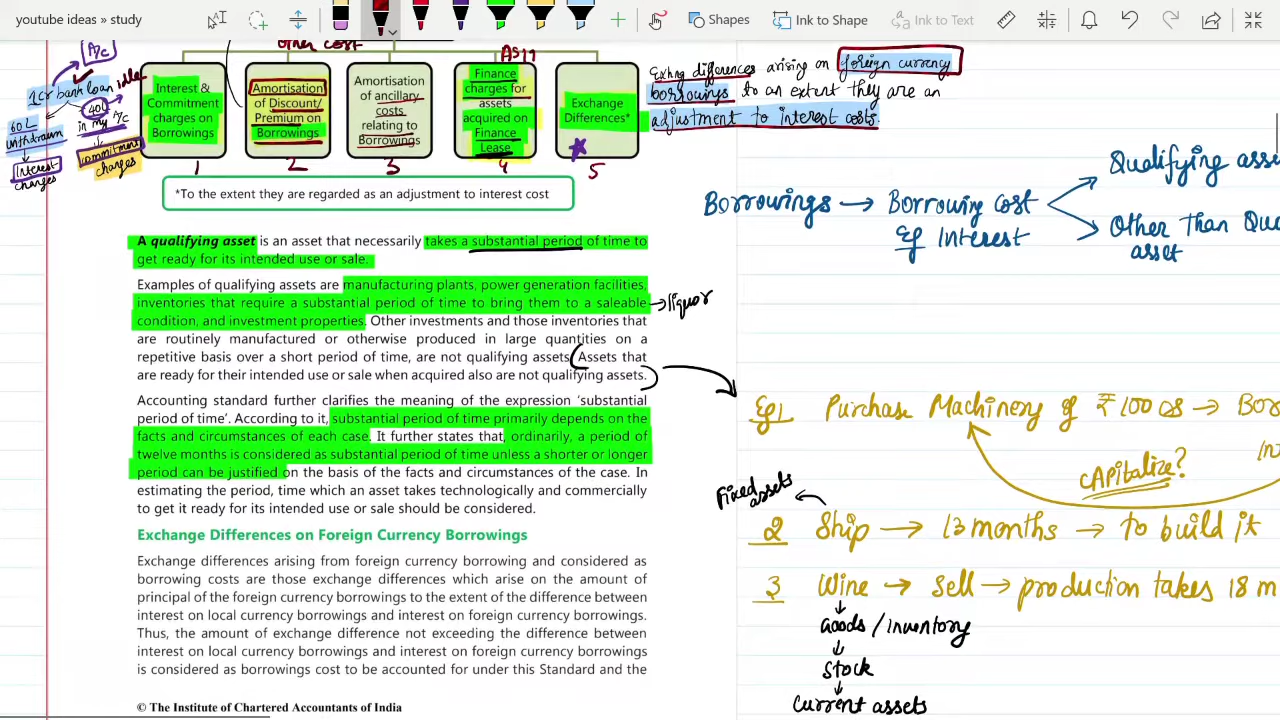 youtube ideas » study
Shapes
Ink to Shape
Ink to Text
other cost
A/c
1cr bank loan
idle
40L
in my A/c
60 L
withdrawn
Interest
charges
Commitment
charges
Interest &
Commitment
charges on
Borrowings
1
Amortisation
of Discount/
Premium on
Borrowings
2
Amortisation
of ancillary
costs
relating to
Borrowings
3
AS19
Finance
charges for
assets
acquired on
Finance
Lease
4
Exchange
Differences*
5
*To the extent they are regarded as an adjustment to interest cost
A qualifying asset is an asset that necessarily takes a substantial period of time to
get ready for its intended use or sale.
Examples of qualifying assets are manufacturing plants, power generation facilities,
inventories that require a substantial period of time to bring them to a saleable
→ liquor
condition, and investment properties. Other investments and those inventories that
are routinely manufactured or otherwise produced in large quantities on a
repetitive basis over a short period of time, are not qualifying assets. Assets that
are ready for their intended use or sale when acquired also are not qualifying assets.
Accounting standard further clarifies the meaning of the expression ‘substantial
period of time’. According to it, substantial period of time primarily depends on the
facts and circumstances of each case. It further states that, ordinarily, a period of
twelve months is considered as substantial period of time unless a shorter or longer
period can be justified on the basis of the facts and circumstances of the case. In
estimating the period, time which an asset takes technologically and commercially
to get it ready for its intended use or sale should be considered.
Exchange Differences on Foreign Currency Borrowings
Exchange differences arising from foreign currency borrowing and considered as
borrowing costs are those exchange differences which arise on the amount of
principal of the foreign currency borrowings to the extent of the difference between
interest on local currency borrowings and interest on foreign currency borrowings.
Thus, the amount of exchange difference not exceeding the difference between
interest on local currency borrowings and interest on foreign currency borrowings
is considered as borrowings cost to be accounted for under this Standard and the
© The Institute of Chartered Accountants of India
differences arising on foreign currency
borrowings to an extent they are an
adjustment to interest costs.
Borrowings → Borrowing cost
Eg Interest
Qualifying asse
Other Than Qua
asset
Eg1 Purchase Machinery of ₹100 cs → Bor
CAPitalize?
Fixed assets
2 Ship → 13 months → to build it
3 Wine → Sell → production takes 18 m
Goods / Inventory
↓
Stock
↓
Current assets